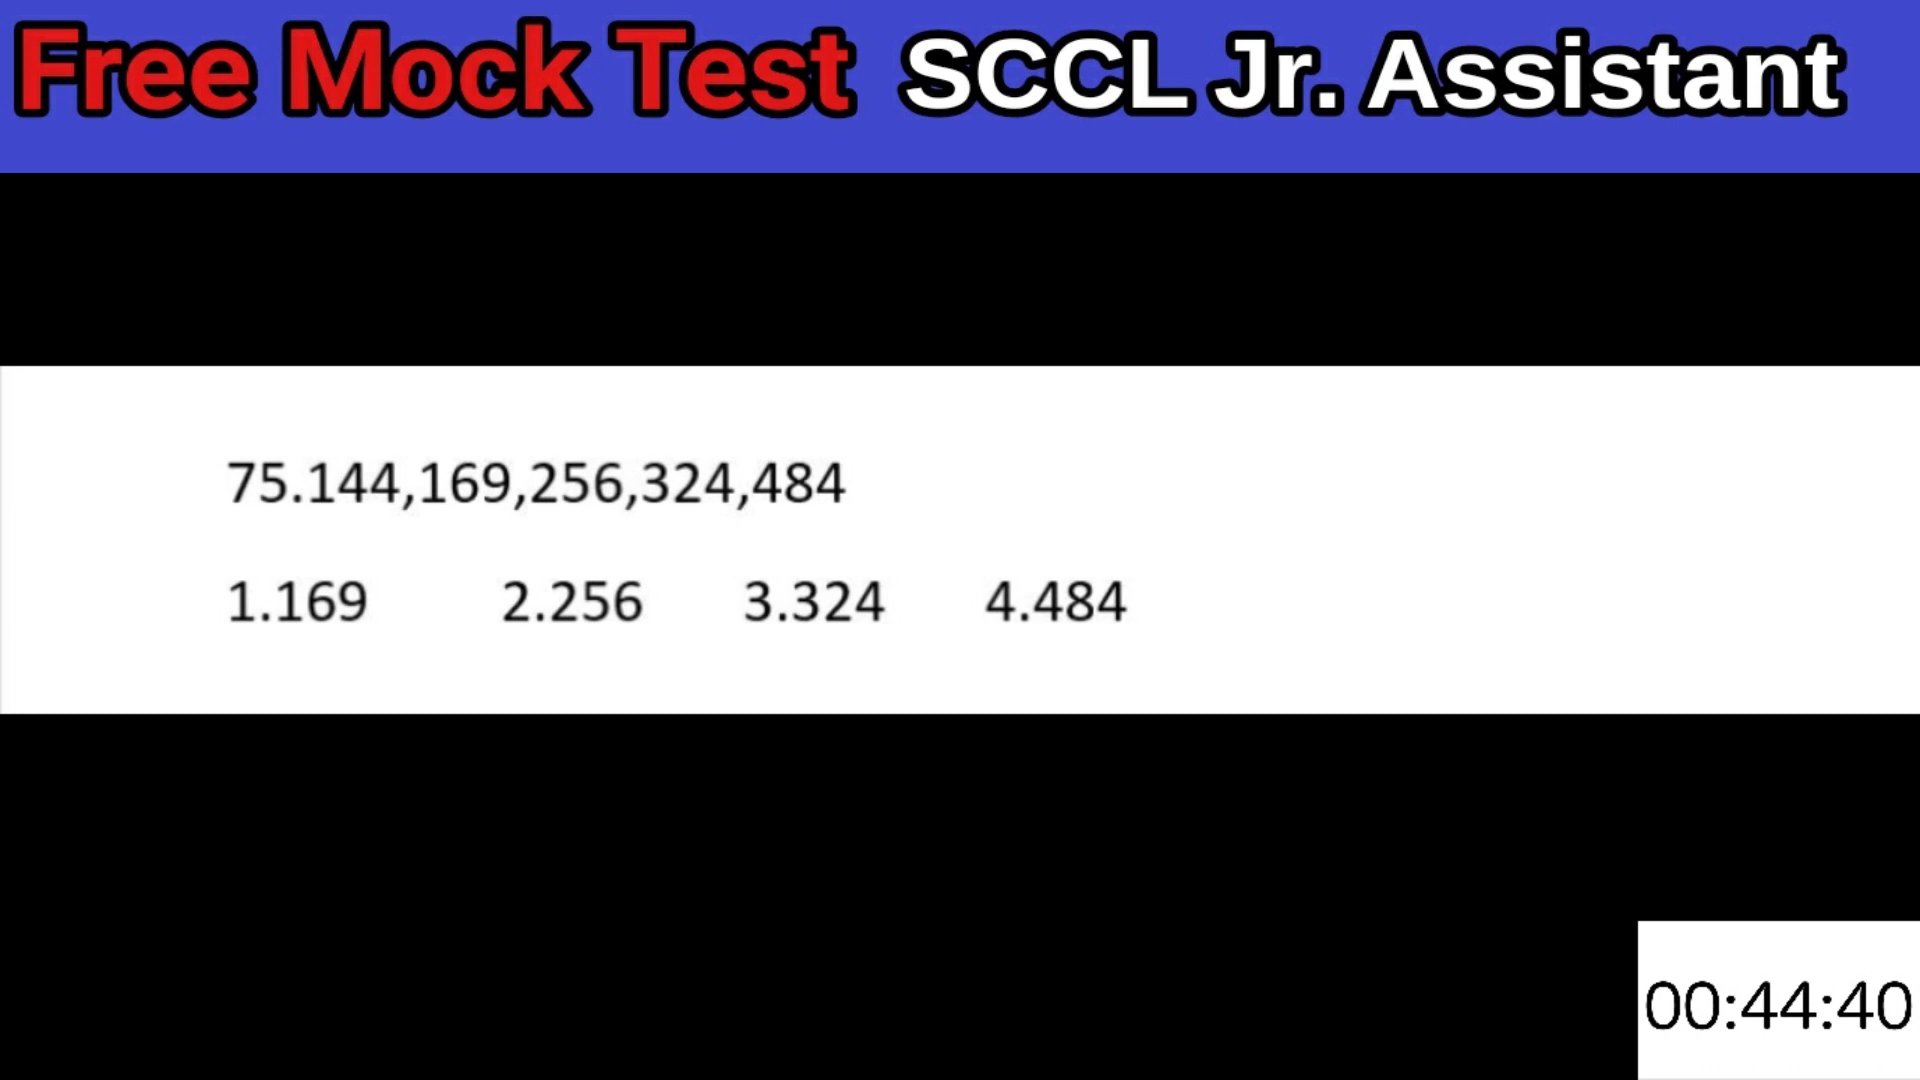 Free Mock Test SCCL Jr. Assistant
75.144,169,256,324,484
1.169 2.256 3.324 4.484
00:44:40